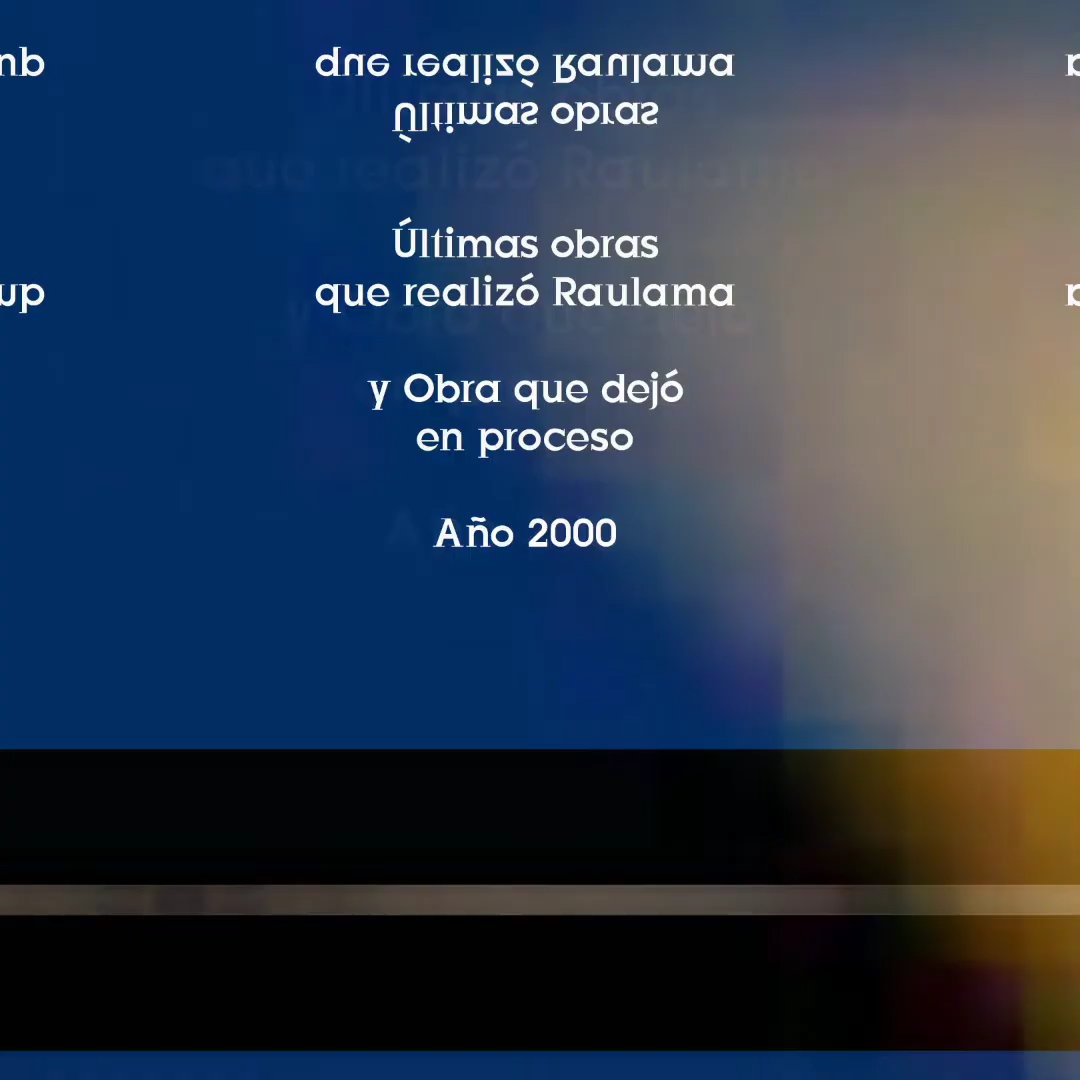 que realizó Raulama
Últimas obras
Últimas obras
que realizó Raulama
y Obra que dejó
en proceso
Año 2000